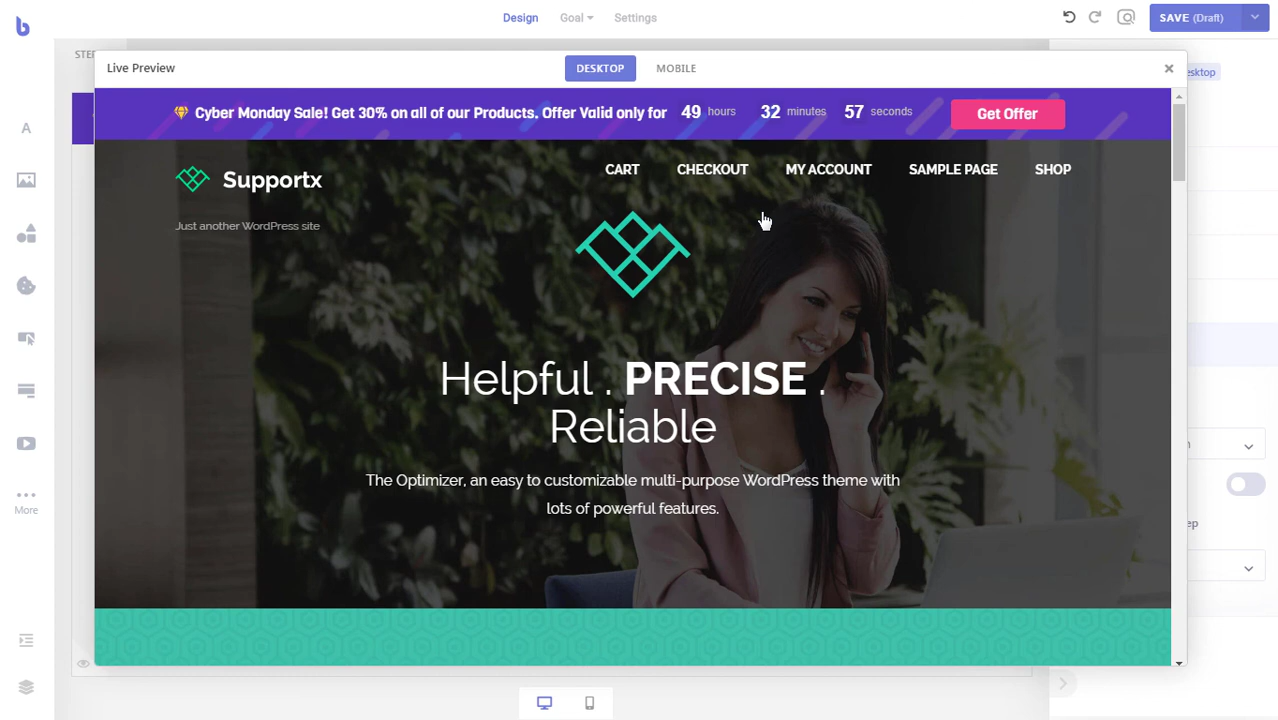 Design Goal Settings
SAVE (Draft)
STEP
Live Preview
DESKTOP MOBILE
Cyber Monday Sale! Get 30% on all of our Products. Offer Valid only for 49 hours 32 minutes 57 seconds Get Offer
Supportx
CART CHECKOUT MY ACCOUNT SAMPLE PAGE SHOP
Just another WordPress site
Helpful . PRECISE .
Reliable
The Optimizer, an easy to customizable multi-purpose WordPress theme with
lots of powerful features.
A
More